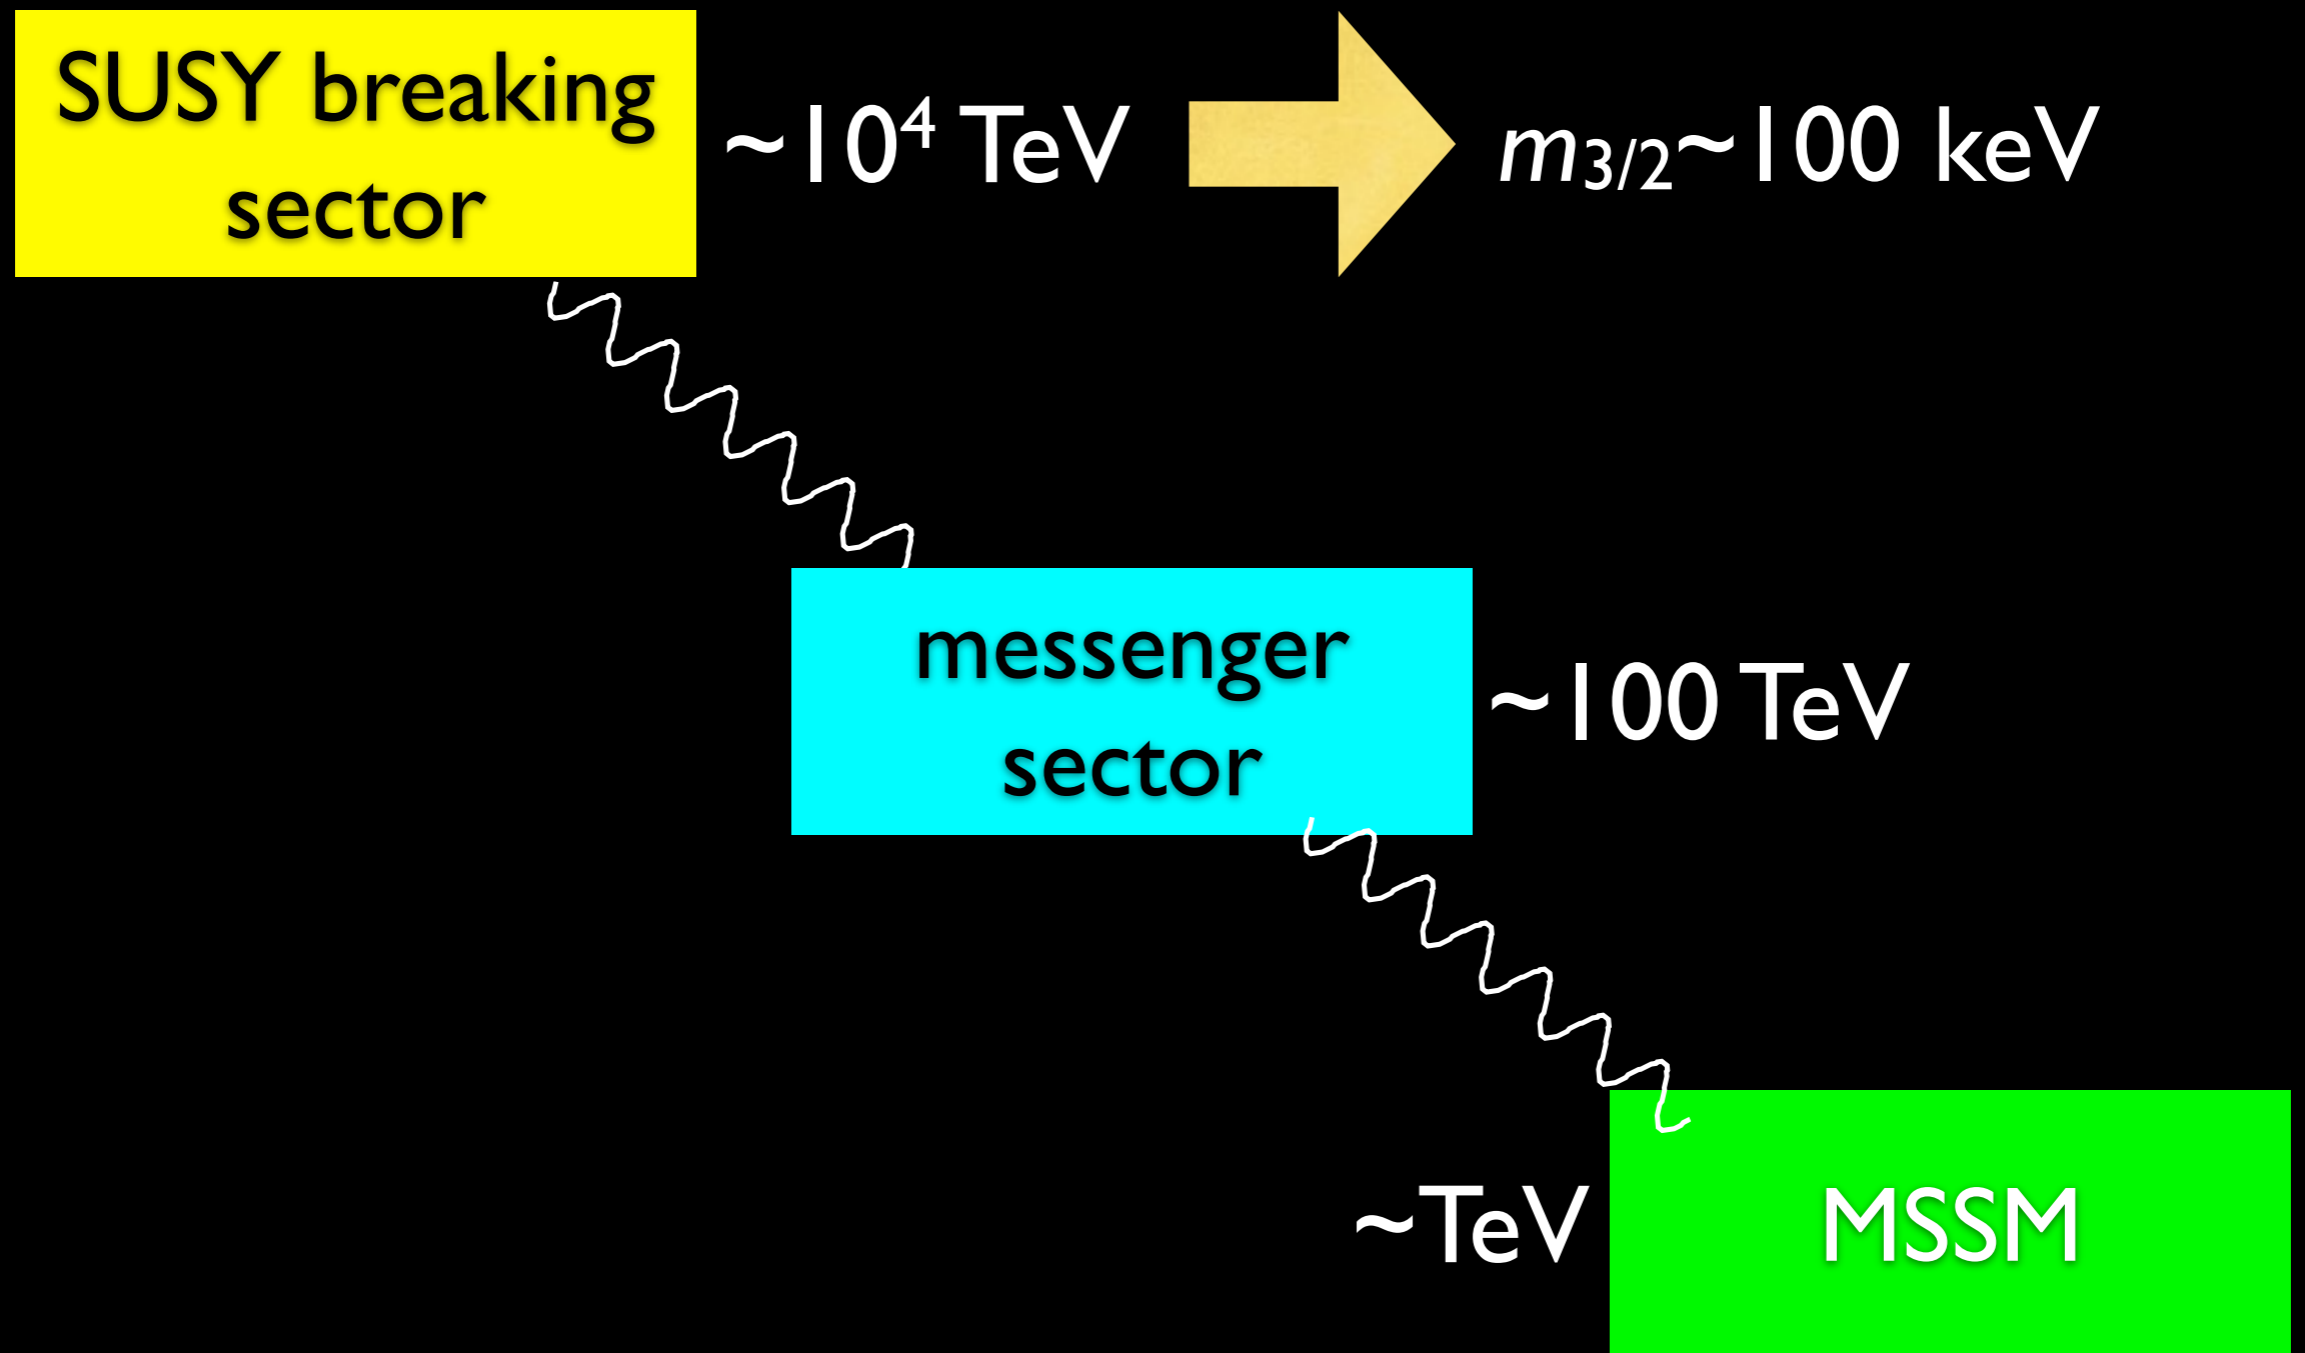 SUSY breaking
sector
~10⁴ TeV
m₃/₂~100 keV
messenger
sector
~100 TeV
~TeV
MSSM